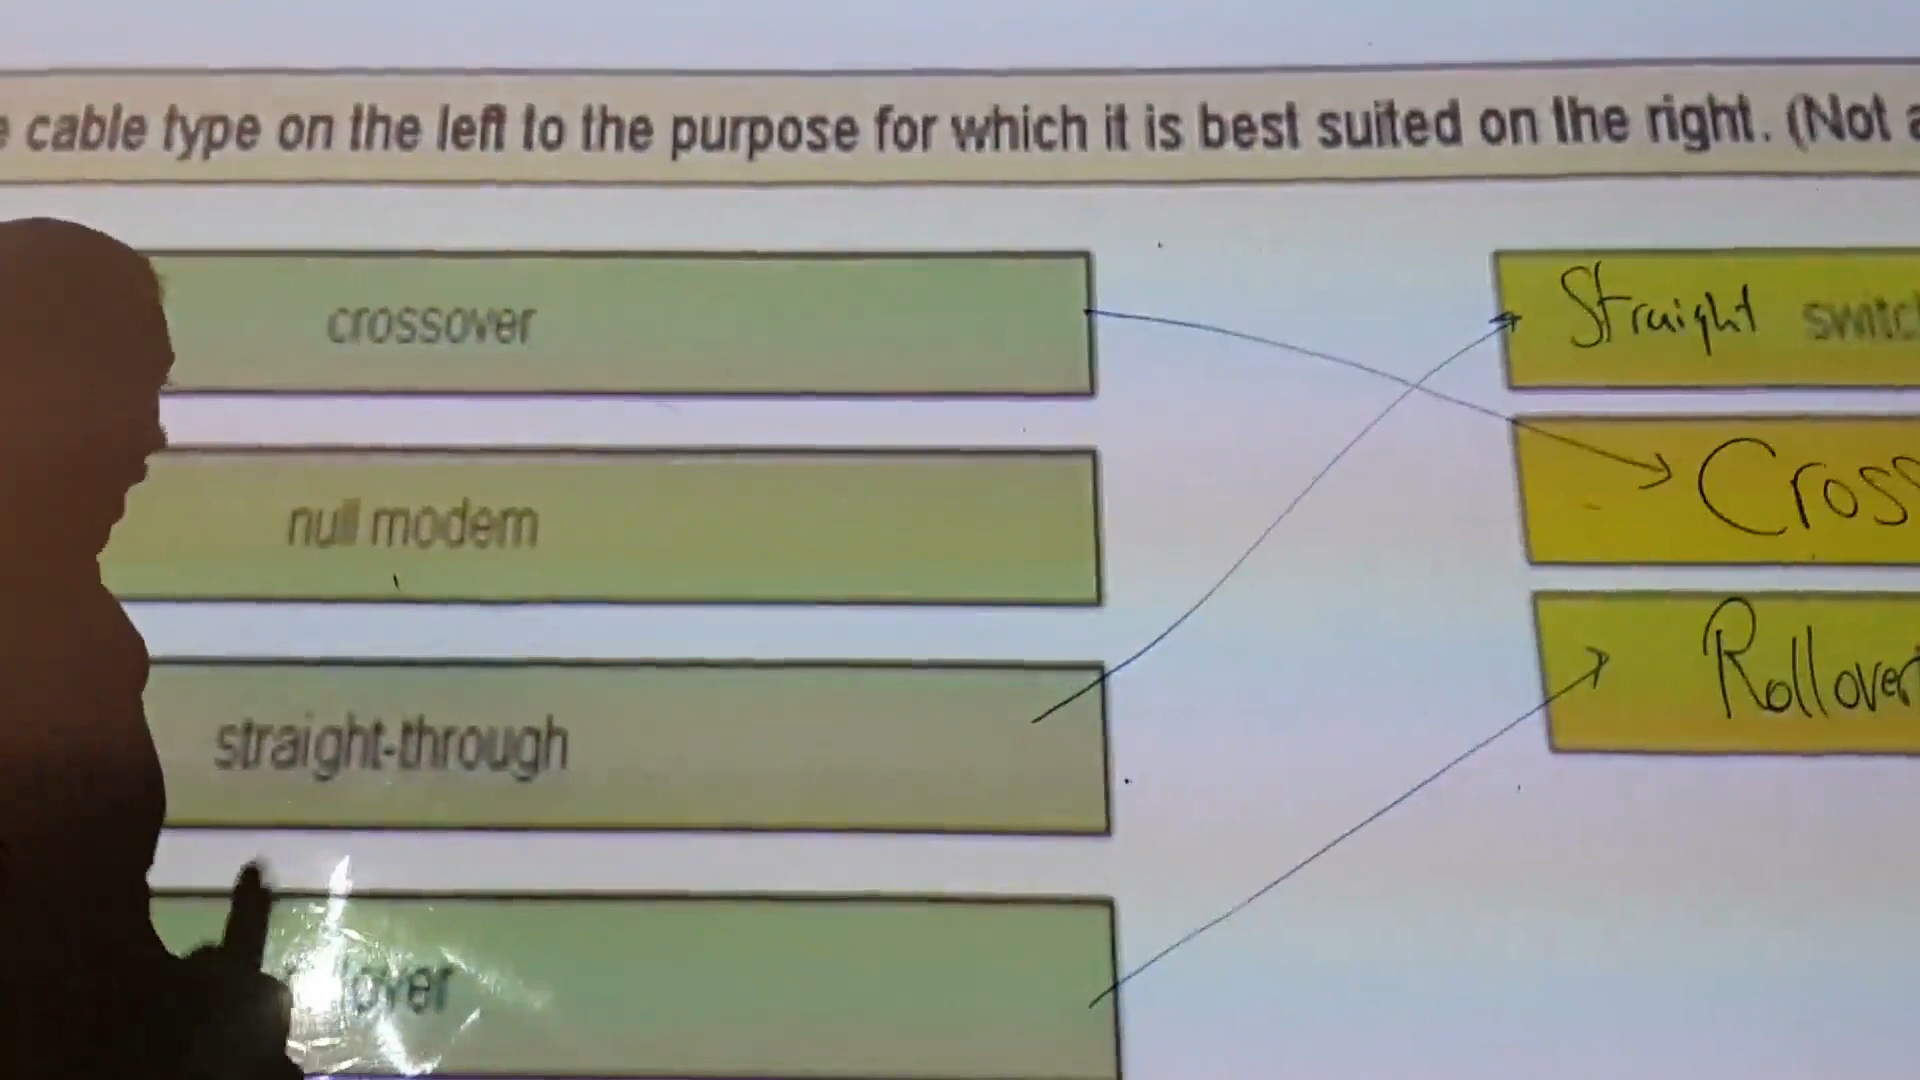 cable type on the left to the purpose for which it is best suited on the right. (Not
crossover
Straight
null modem
Cross
straight-through
Rollover